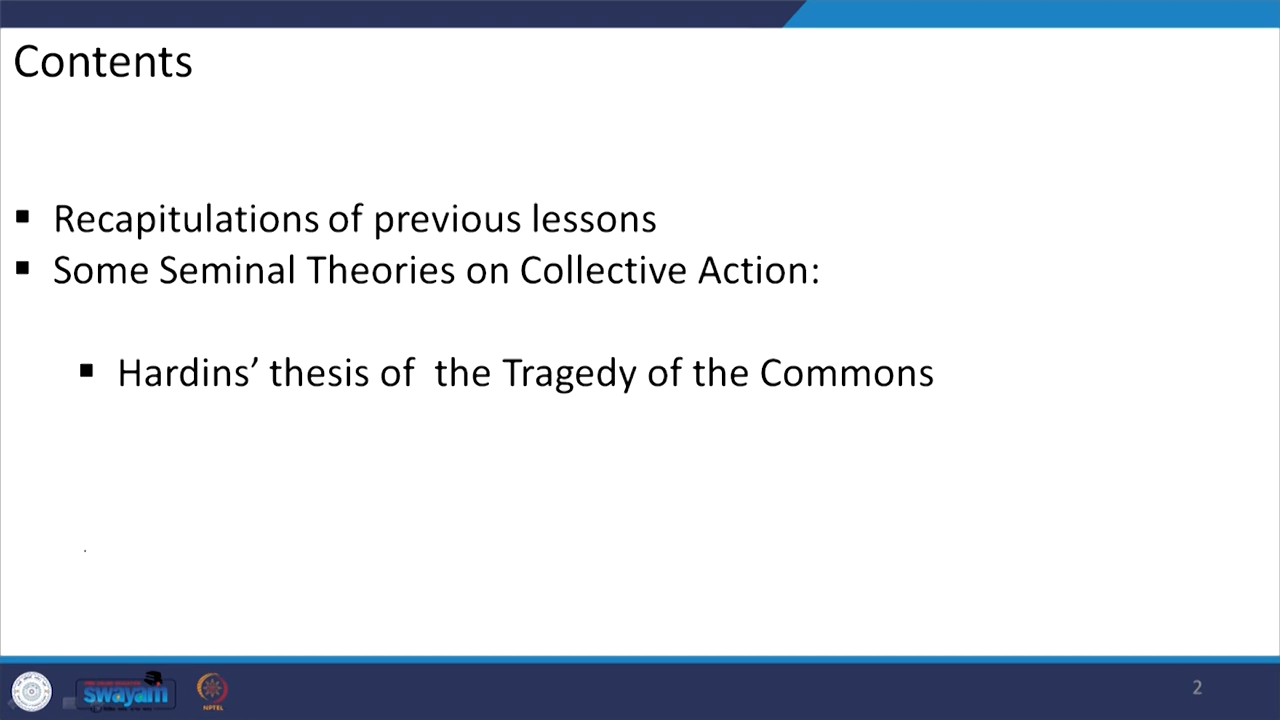 Contents
▪ Recapitulations of previous lessons
▪ Some Seminal Theories on Collective Action:
▪ Hardins’ thesis of the Tragedy of the Commons
swayam
NPTEL
2